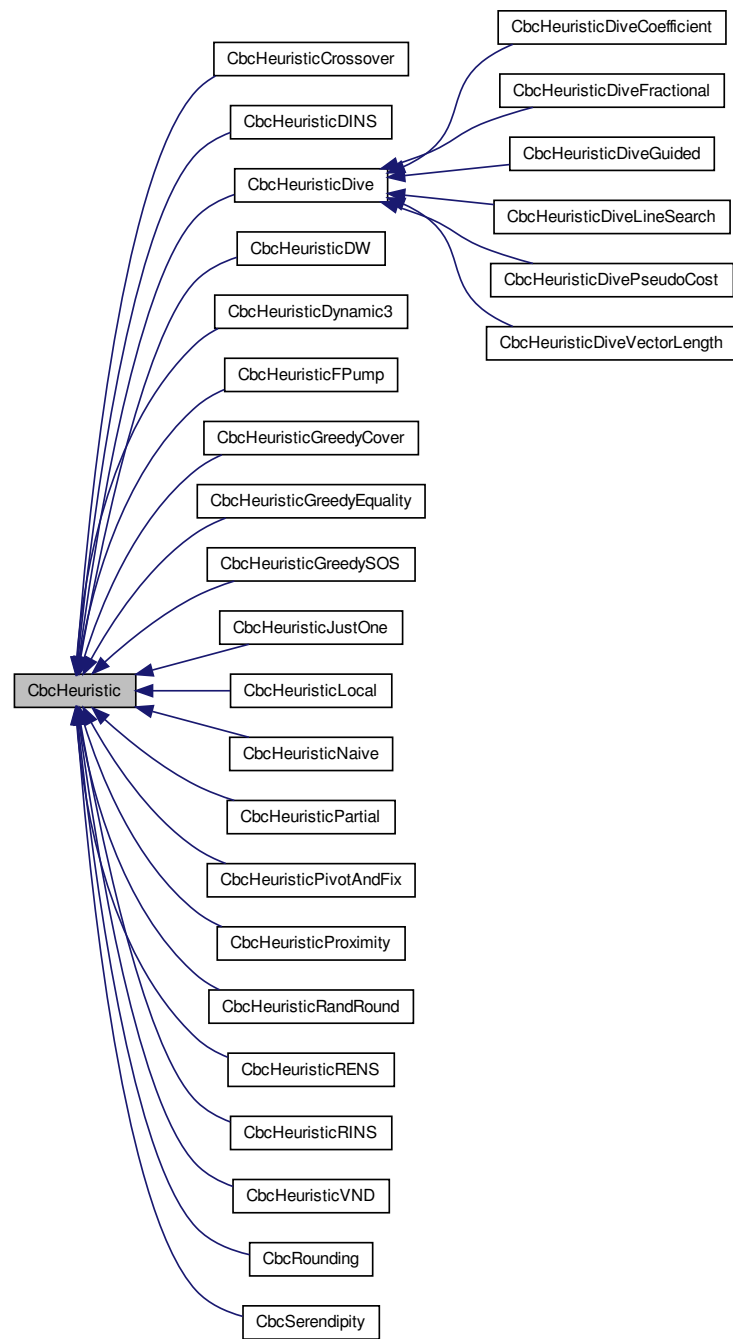 CbcHeuristic
CbcHeuristicCrossover
CbcHeuristicDINS
CbcHeuristicDive
CbcHeuristicDW
CbcHeuristicDynamic3
CbcHeuristicFPump
CbcHeuristicGreedyCover
CbcHeuristicGreedyEquality
CbcHeuristicGreedySOS
CbcHeuristicJustOne
CbcHeuristicLocal
CbcHeuristicNaive
CbcHeuristicPartial
CbcHeuristicPivotAndFix
CbcHeuristicProximity
CbcHeuristicRandRound
CbcHeuristicRENS
CbcHeuristicRINS
CbcHeuristicVND
CbcRounding
CbcSerendipity
CbcHeuristicDiveCoefficient
CbcHeuristicDiveFractional
CbcHeuristicDiveGuided
CbcHeuristicDiveLineSearch
CbcHeuristicDivePseudoCost
CbcHeuristicDiveVectorLength